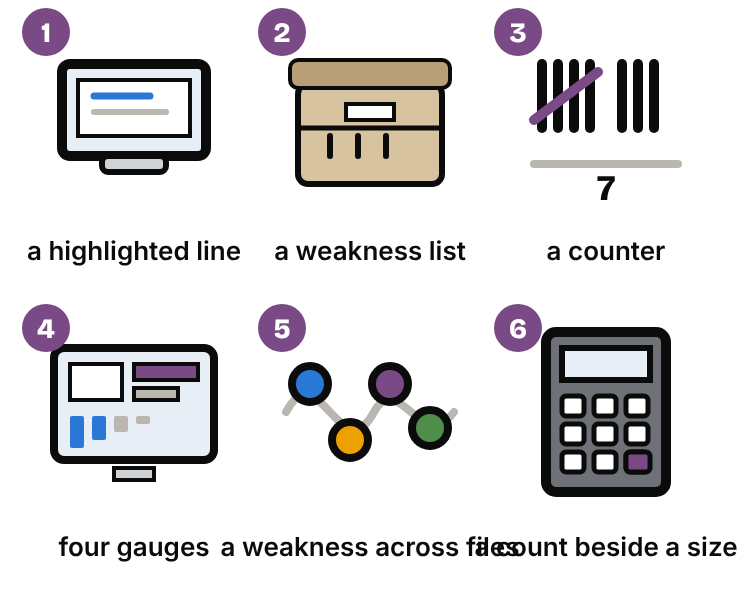 1
2
3
7
a highlighted line
a weakness list
a counter
4
5
6
four gauges
a weakness across files
a count beside a size